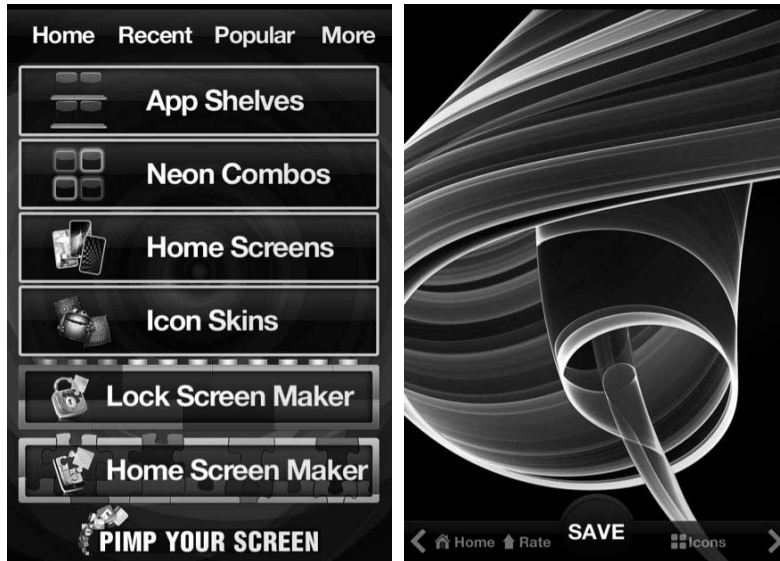 Home Recent Popular More
App Shelves
Neon Combos
Home Screens
Icon Skins
Lock Screen Maker
Home Screen Maker
PIMP YOUR SCREEN
Home Rate SAVE Icons